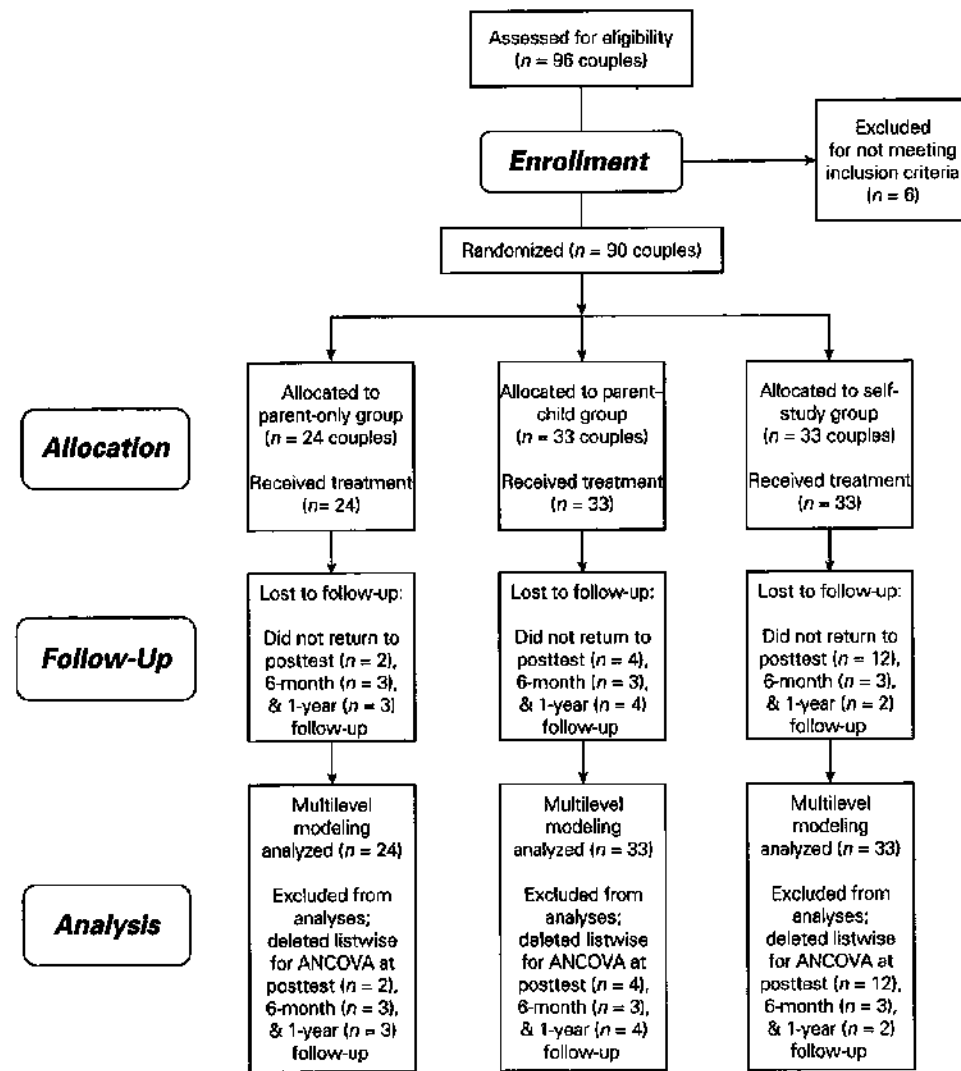 Assessed for eligibility
(n = 96 couples)
Enrollment
Excluded
for not meeting
inclusion criteria
(n = 6)
Randomized (n = 90 couples)
Allocation
Allocated to
parent-only group
(n = 24 couples)
Received treatment
(n= 24)
Allocated to parent–
child group
(n = 33 couples)
Received treatment
(n = 33)
Allocated to self-
study group
(n = 33 couples)
Received treatment
(n = 33)
Follow-Up
Lost to follow-up:
Did not return to
posttest (n = 2),
6-month (n = 3),
& 1-year (n = 3)
follow-up
Lost to follow-up:
Did not return to
posttest (n = 4),
6-month (n = 3),
& 1-year (n = 4)
follow-up
Lost to follow-up:
Did not return to
posttest (n = 12),
6-month (n = 3),
& 1-year (n = 2)
follow-up
Analysis
Multilevel
modeling
analyzed (n = 24)
Excluded from
analyses;
deleted listwise
for ANCOVA at
posttest (n = 2),
6-month (n = 3),
& 1-year (n = 3)
follow-up
Multilevel
modeling
analyzed (n = 33)
Excluded from
analyses;
deleted listwise
for ANCOVA at
posttest (n = 4),
6-month (n = 3),
& 1-year (n = 4)
follow-up
Multilevel
modeling
analyzed (n = 33)
Excluded from
analyses;
deleted listwise
for ANCOVA at
posttest (n = 12),
6-month (n = 3),
& 1-year (n = 2)
follow-up